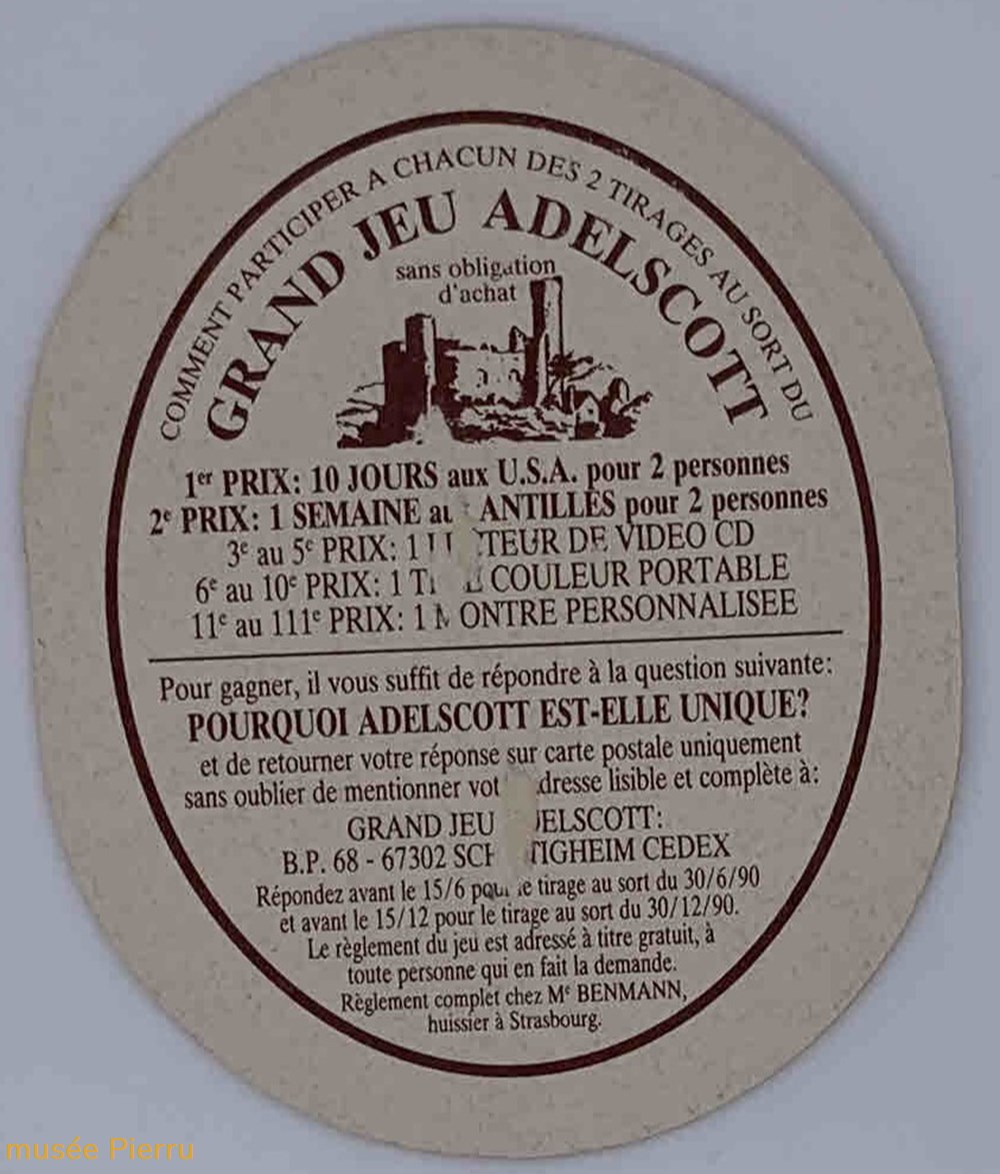 COMMENT PARTICIPER A CHACUN DES 2 TIRAGES AU SORT DU
GRAND JEU ADELSCOTT
sans obligation
d'achat
1er PRIX: 10 JOURS aux U.S.A. pour 2 personnes
2e PRIX: 1 SEMAINE ANTILLES pour 2 personnes
3e au 5e PRIX: 1 DE VIDEO CD
6e au 10e PRIX: 1 COULEUR PORTABLE
11e au 111e PRIX: 1 MONTRE PERSONNALISEE
Pour gagner, il vous suffit de répondre à la question suivante:
POURQUOI ADELSCOTT EST-ELLE UNIQUE?
et de retourner votre réponse sur carte postale uniquement
sans oublier de mentionner lisible et complète à:
GRAND JEU
B.P. 68 - 67302 CEDEX
Répondez avant le 15/6 pour le tirage au sort du 30/6/90
et avant le 15/12 pour le tirage au sort du 30/12/90.
Le règlement du jeu est adressé à titre gratuit, à
toute personne qui en fait la demande.
Règlement complet chez Me BENMANN,
huissier à Strasbourg.
musée Pierru